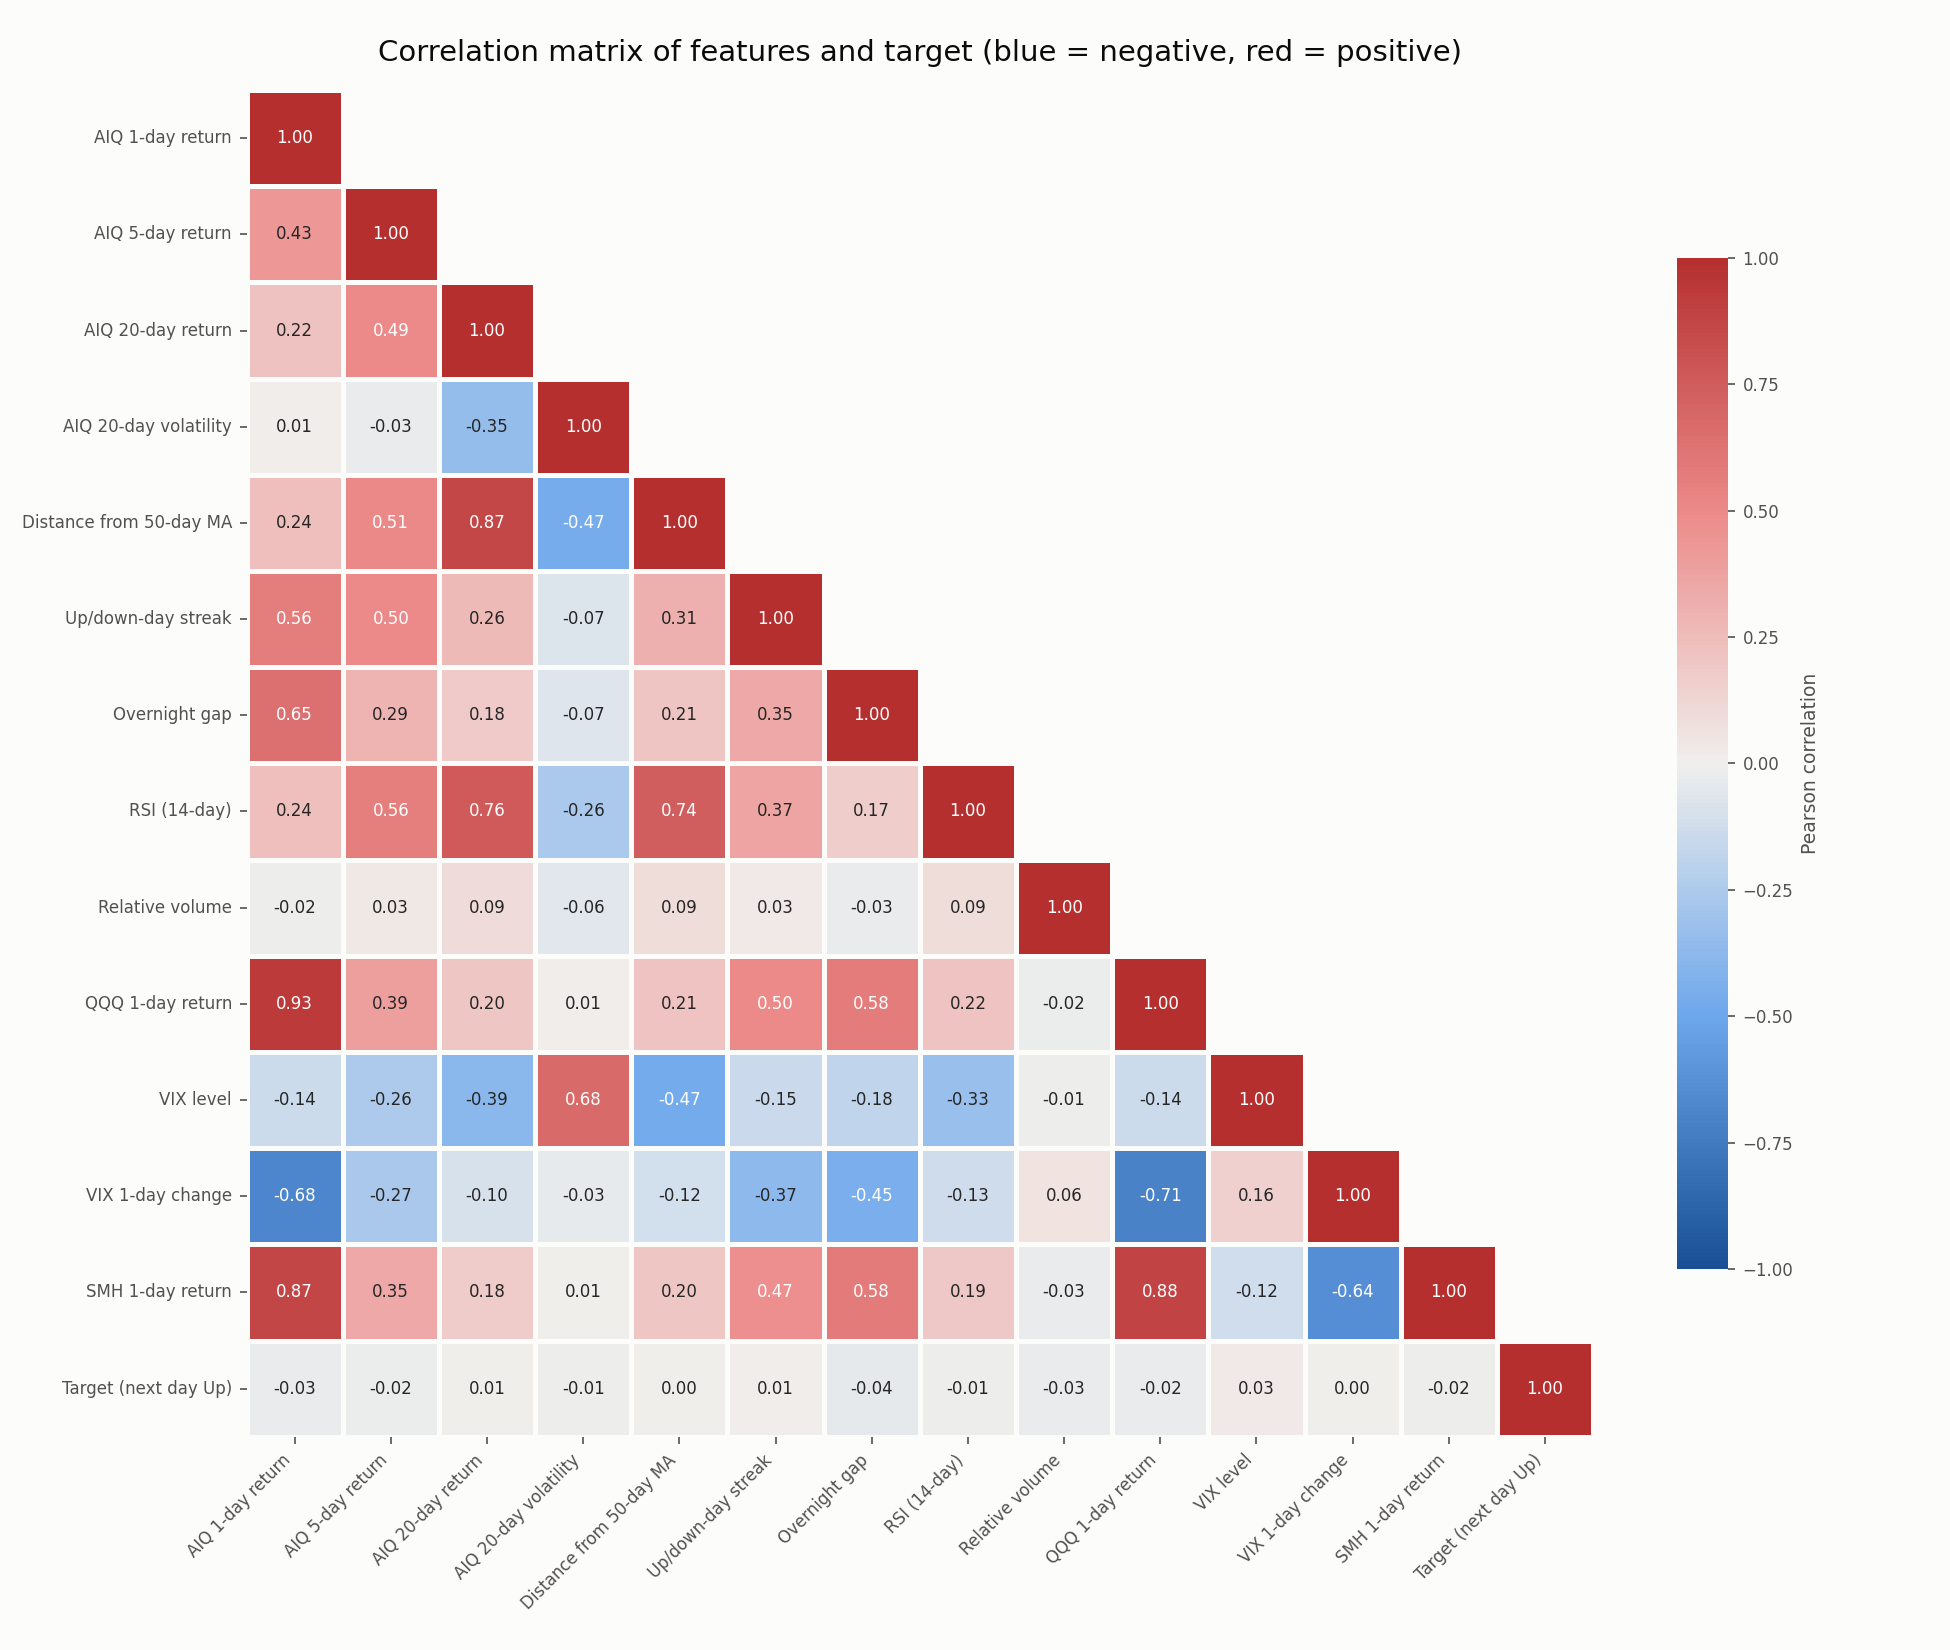 Correlation matrix of features and target (blue = negative, red = positive)
AIQ 1-day return 1.00
AIQ 5-day return 0.43 1.00
AIQ 20-day return 0.22 0.49 1.00
AIQ 20-day volatility 0.01 -0.03 -0.35 1.00
Distance from 50-day MA 0.24 0.51 0.87 -0.47 1.00
Up/down-day streak 0.56 0.50 0.26 -0.07 0.31 1.00
Overnight gap 0.65 0.29 0.18 -0.07 0.21 0.35 1.00
RSI (14-day) 0.24 0.56 0.76 -0.26 0.74 0.37 0.17 1.00
Relative volume -0.02 0.03 0.09 -0.06 0.09 0.03 -0.03 0.09 1.00
QQQ 1-day return 0.93 0.39 0.20 0.01 0.21 0.50 0.58 0.22 -0.02 1.00
VIX level -0.14 -0.26 -0.39 0.68 -0.47 -0.15 -0.18 -0.33 -0.01 -0.14 1.00
VIX 1-day change -0.68 -0.27 -0.10 -0.03 -0.12 -0.37 -0.45 -0.13 0.06 -0.71 0.16 1.00
SMH 1-day return 0.87 0.35 0.18 0.01 0.20 0.47 0.58 0.19 -0.03 0.88 -0.12 -0.64 1.00
Target (next day Up) -0.03 -0.02 0.01 -0.01 0.00 0.01 -0.04 -0.01 -0.03 -0.02 0.03 0.00 -0.02 1.00
AIQ 1-day return
AIQ 5-day return
AIQ 20-day return
AIQ 20-day volatility
Distance from 50-day MA
Up/down-day streak
Overnight gap
RSI (14-day)
Relative volume
QQQ 1-day return
VIX level
VIX 1-day change
SMH 1-day return
Target (next day Up)
1.00
0.75
0.50
0.25
0.00
−0.25
−0.50
−0.75
−1.00
Pearson correlation